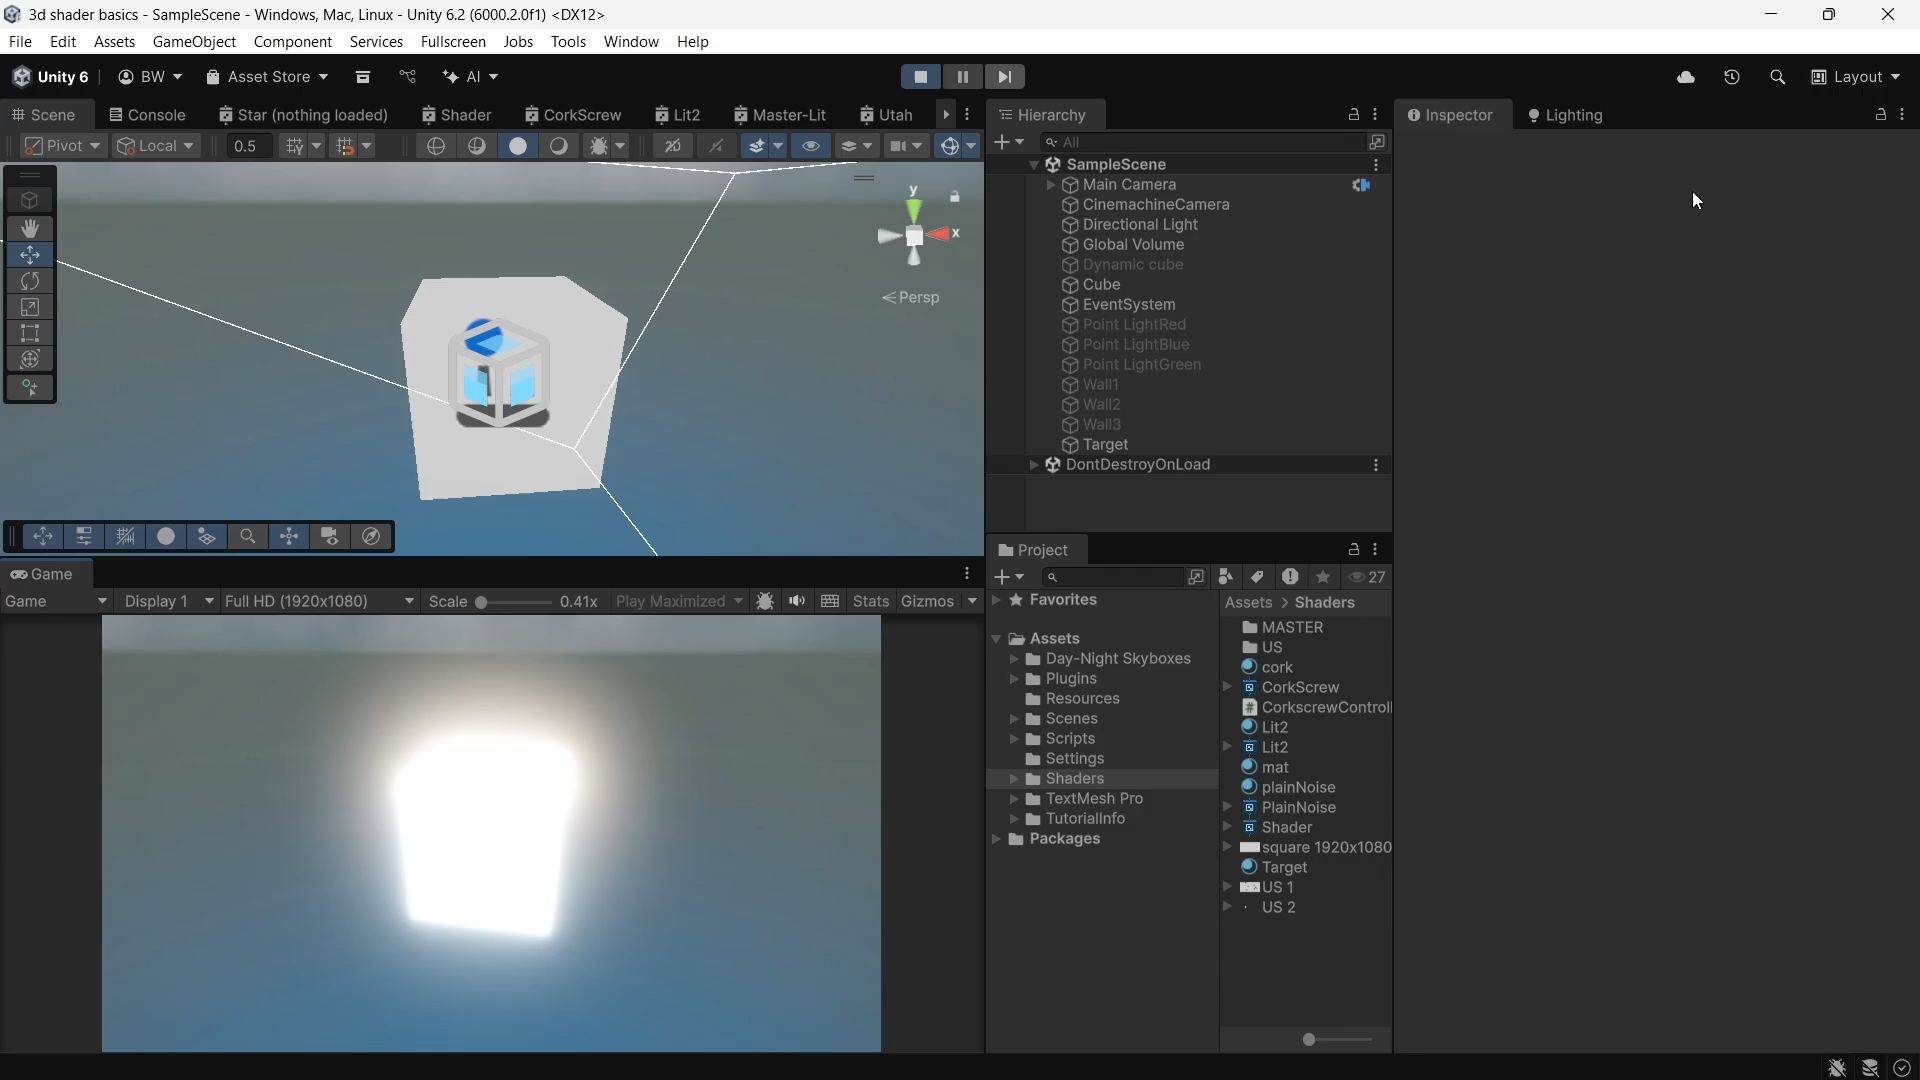 3d shader basics - SampleScene - Windows, Mac, Linux - Unity 6.2 (6000.2.0f1) <DX12>
File Edit Assets GameObject Component Services Fullscreen Jobs Tools Window Help
Unity 6 BW Asset Store AI Layout
Scene Console Star (nothing loaded) Shader CorkScrew Lit2 Master-Lit Utah
Pivot Local 0.5
y
x
Persp
Game
Game Display 1 Full HD (1920x1080) Scale 0.41x Play Maximized Stats Gizmos
Hierarchy
All
SampleScene
Main Camera
CinemachineCamera
Directional Light
Global Volume
Dynamic cube
Cube
EventSystem
Point LightRed
Point LightBlue
Point LightGreen
Wall1
Wall2
Wall3
Target
DontDestroyOnLoad
Project
27
Favorites
Assets
Day-Night Skyboxes
Plugins
Resources
Scenes
Scripts
Settings
Shaders
TextMesh Pro
TutorialInfo
Packages
Assets > Shaders
MASTER
US
cork
CorkScrew
CorkscrewControll
Lit2
Lit2
mat
plainNoise
PlainNoise
Shader
square 1920x1080
Target
US 1
US 2
Inspector Lighting